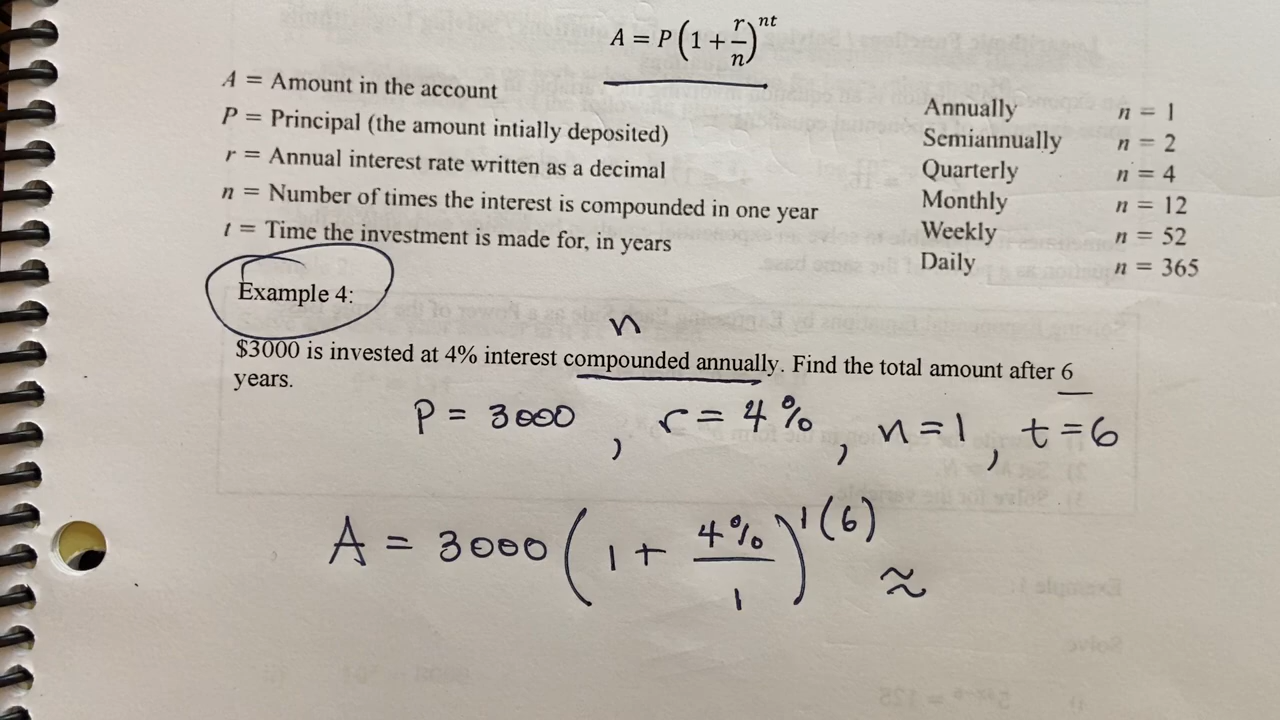 A = P(1 + r/n)^nt
A = Amount in the account
P = Principal (the amount intially deposited)
r = Annual interest rate written as a decimal
n = Number of times the interest is compounded in one year
t = Time the investment is made for, in years
Annually n = 1
Semiannually n = 2
Quarterly n = 4
Monthly n = 12
Weekly n = 52
Daily n = 365
Example 4:
n
$3000 is invested at 4% interest compounded annually. Find the total amount after 6
years.
P = 3000, r = 4%, n = 1, t = 6
A = 3000(1 + 4%/1)^1(6) ≈